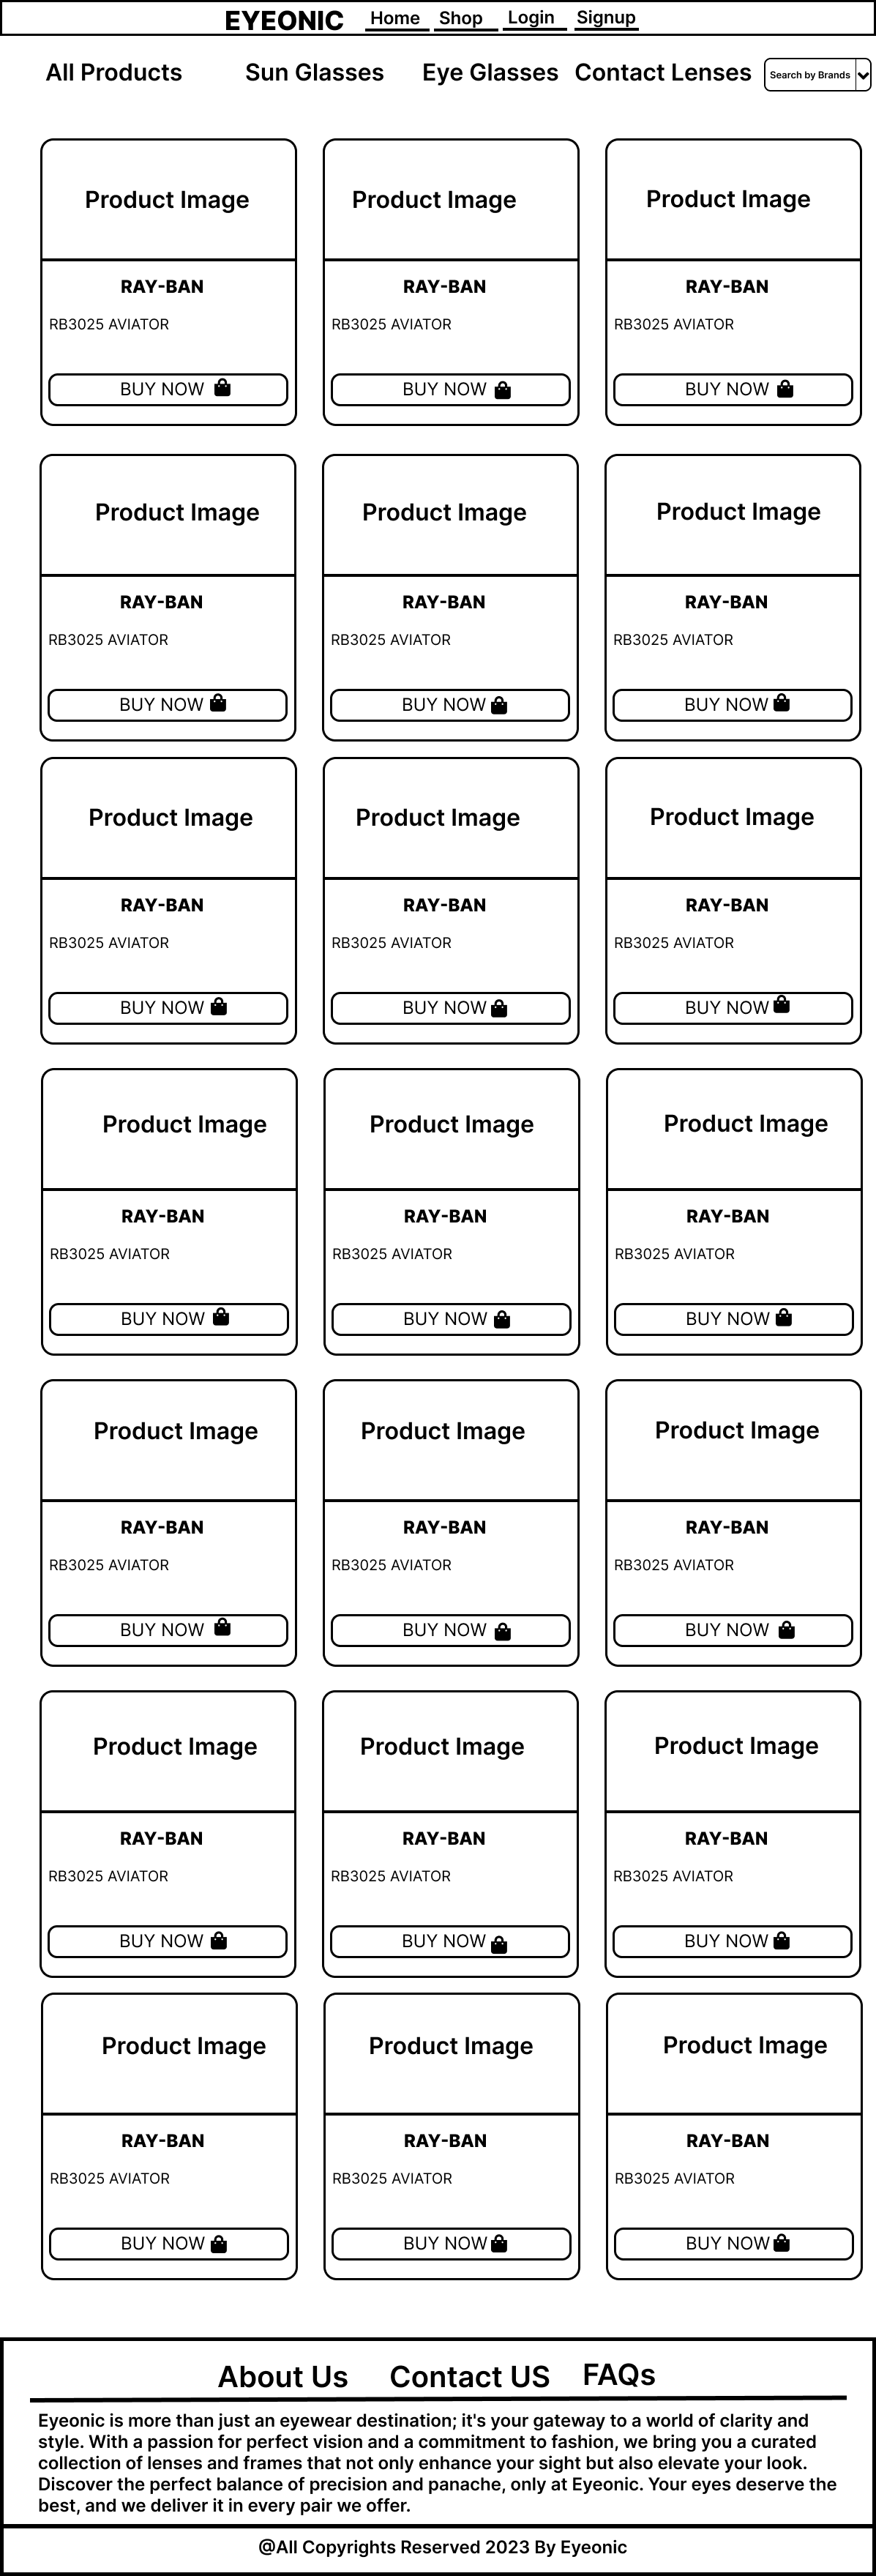 EYEONIC Home Shop Login Signup
All Products Sun Glasses Eye Glasses Contact Lenses Search by Brands
Product Image Product Image Product Image
RAY-BAN RAY-BAN RAY-BAN
RB3025 AVIATOR RB3025 AVIATOR RB3025 AVIATOR
BUY NOW BUY NOW BUY NOW
Product Image Product Image Product Image
RAY-BAN RAY-BAN RAY-BAN
RB3025 AVIATOR RB3025 AVIATOR RB3025 AVIATOR
BUY NOW BUY NOW BUY NOW
Product Image Product Image Product Image
RAY-BAN RAY-BAN RAY-BAN
RB3025 AVIATOR RB3025 AVIATOR RB3025 AVIATOR
BUY NOW BUY NOW BUY NOW
Product Image Product Image Product Image
RAY-BAN RAY-BAN RAY-BAN
RB3025 AVIATOR RB3025 AVIATOR RB3025 AVIATOR
BUY NOW BUY NOW BUY NOW
Product Image Product Image Product Image
RAY-BAN RAY-BAN RAY-BAN
RB3025 AVIATOR RB3025 AVIATOR RB3025 AVIATOR
BUY NOW BUY NOW BUY NOW
Product Image Product Image Product Image
RAY-BAN RAY-BAN RAY-BAN
RB3025 AVIATOR RB3025 AVIATOR RB3025 AVIATOR
BUY NOW BUY NOW BUY NOW
Product Image Product Image Product Image
RAY-BAN RAY-BAN RAY-BAN
RB3025 AVIATOR RB3025 AVIATOR RB3025 AVIATOR
BUY NOW BUY NOW BUY NOW
About Us Contact US FAQs
Eyeonic is more than just an eyewear destination; it's your gateway to a world of clarity and
style. With a passion for perfect vision and a commitment to fashion, we bring you a curated
collection of lenses and frames that not only enhance your sight but also elevate your look.
Discover the perfect balance of precision and panache, only at Eyeonic. Your eyes deserve the
best, and we deliver it in every pair we offer.
@All Copyrights Reserved 2023 By Eyeonic